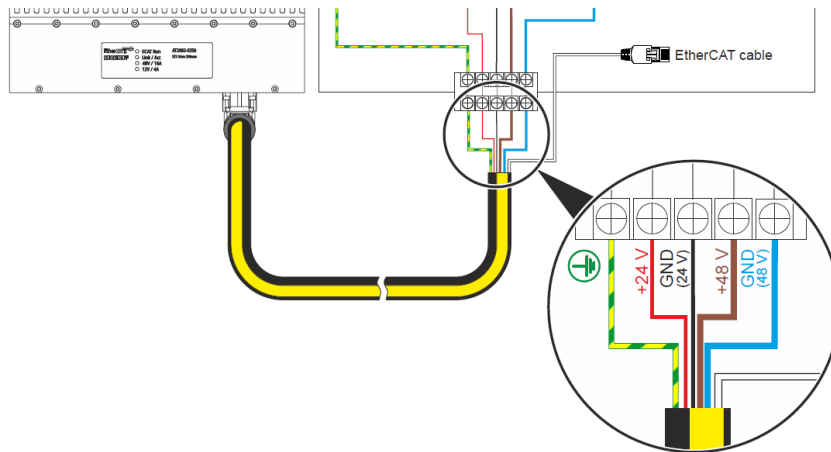 EtherCAT
ECAT Run
Link / Act
48V / 16A
12V / 4A
EtherCAT cable
+24 V
GND
(24 V)
+48 V
GND
(48 V)